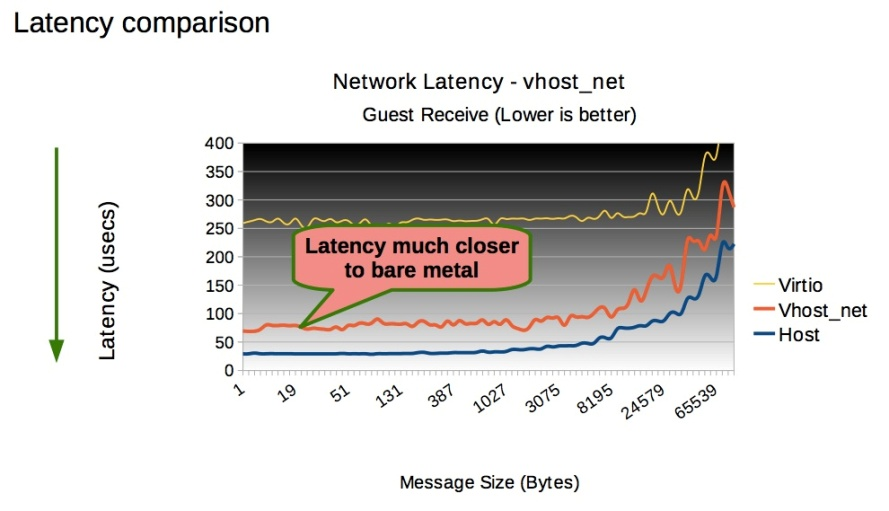 Latency comparison
Network Latency - vhost_net
Guest Receive (Lower is better)
400
350
300
250
200
150
100
50
0
Latency (usecs)
Latency much closer
to bare metal
Virtio
Vhost_net
Host
1
19
51
131
387
1027
3075
8195
24579
65539
Message Size (Bytes)